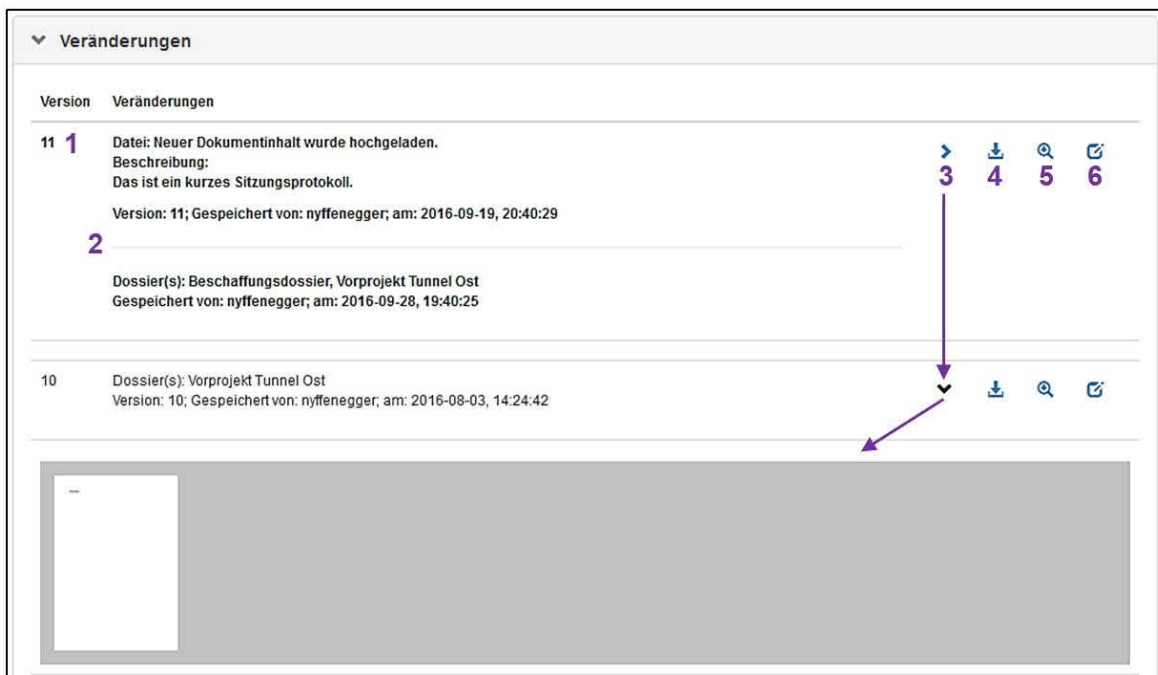 Veränderungen
Version Veränderungen
11 1 Datei: Neuer Dokumentinhalt wurde hochgeladen.
Beschreibung:
Das ist ein kurzes Sitzungsprotokoll.
3 4 5 6
Version: 11; Gespeichert von: nyffenegger; am: 2016-09-19, 20:40:29
2
Dossier(s): Beschaffungsdossier, Vorprojekt Tunnel Ost
Gespeichert von: nyffenegger; am: 2016-09-28, 19:40:25
10 Dossier(s): Vorprojekt Tunnel Ost
Version: 10; Gespeichert von: nyffenegger; am: 2016-08-03, 14:24:42